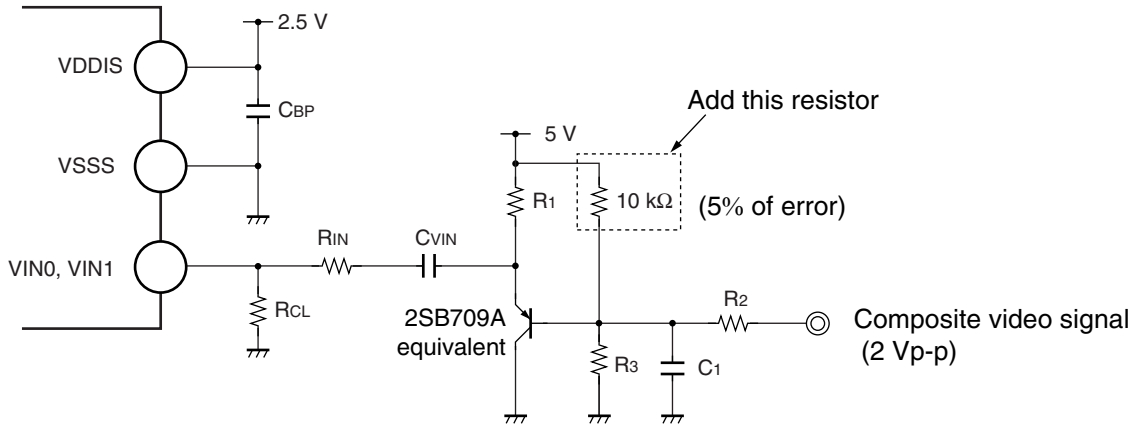 2.5 V
VDDIS
CBP
VSSS
Add this resistor
5 V
R1
10 kΩ
(5% of error)
VIN0, VIN1
RIN
CVIN
RCL
2SB709A
equivalent
R2
R3
C1
Composite video signal
(2 Vp-p)